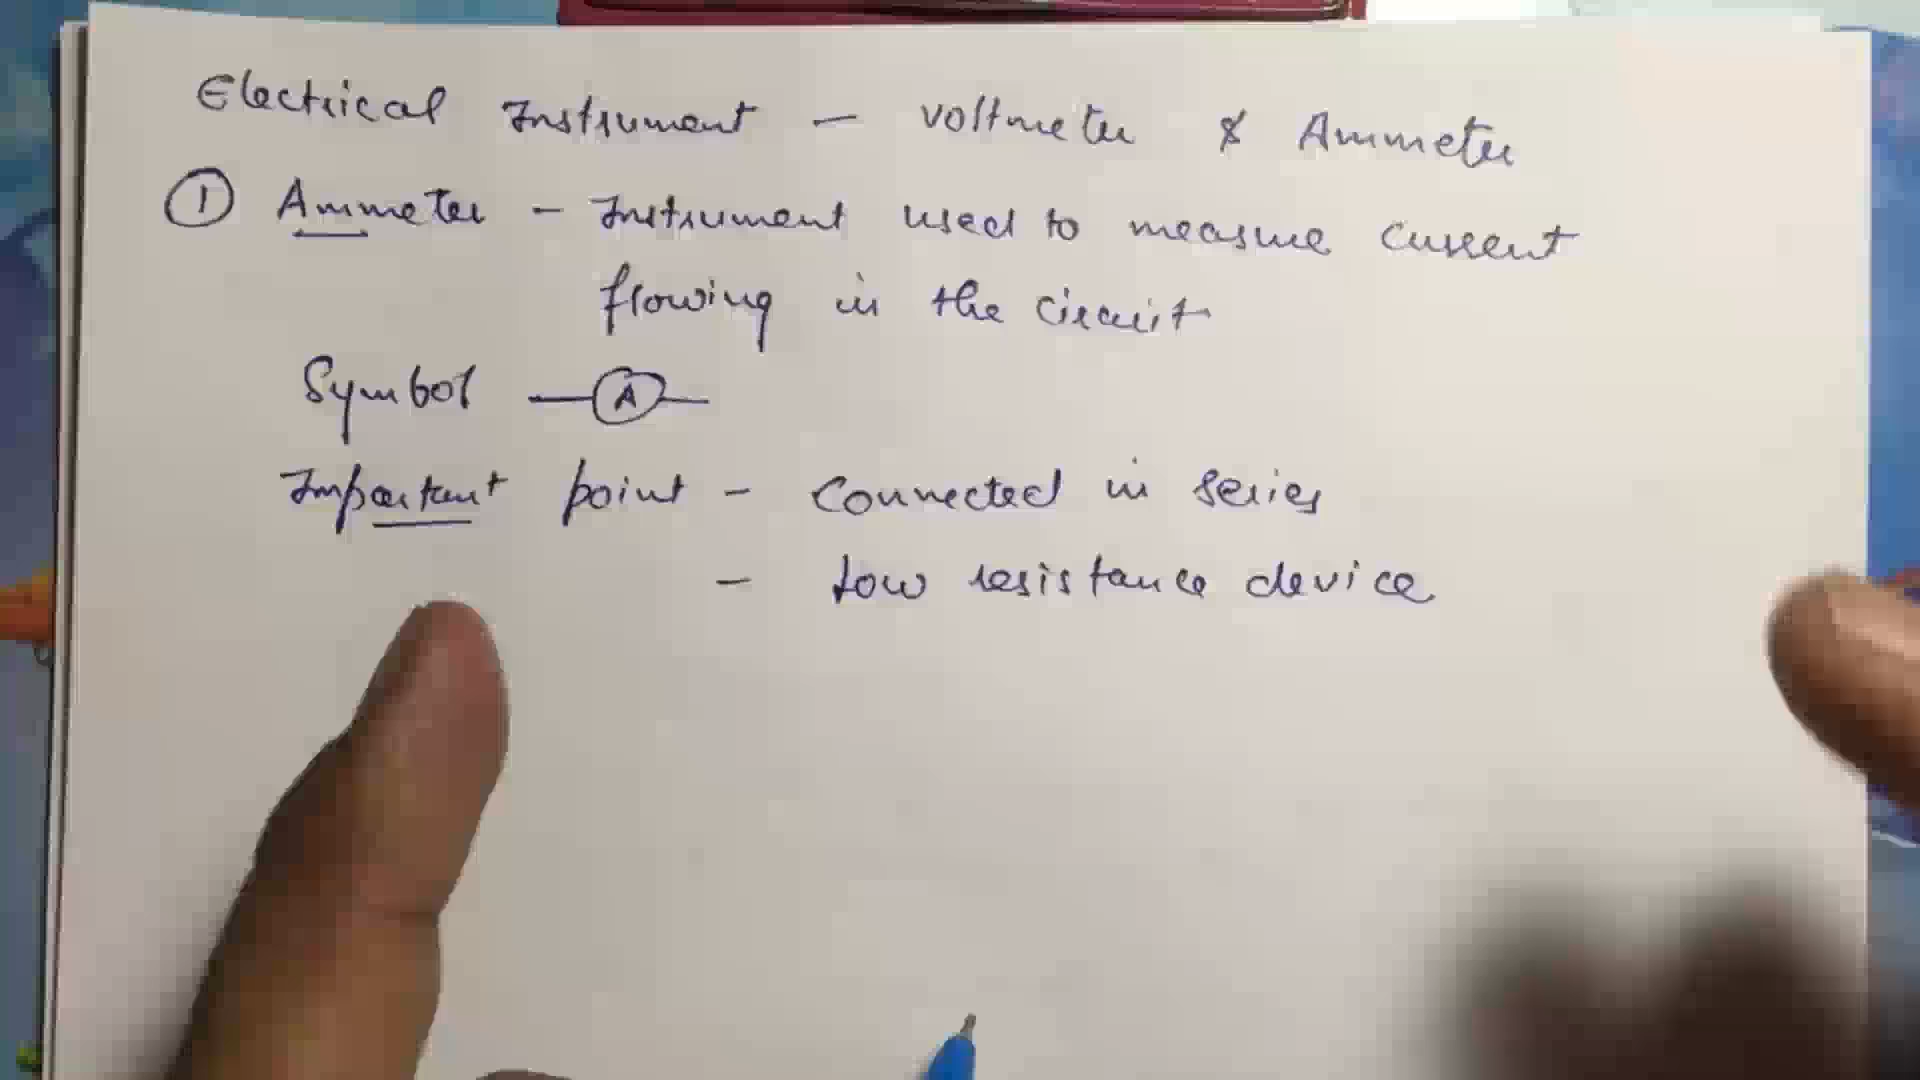 Electrical Instrument - Voltmeter & Ammeter
① Ammeter - Instrument used to measure current
flowing in the circuit
Symbol A
Important point - Connected in series
- Low resistance device